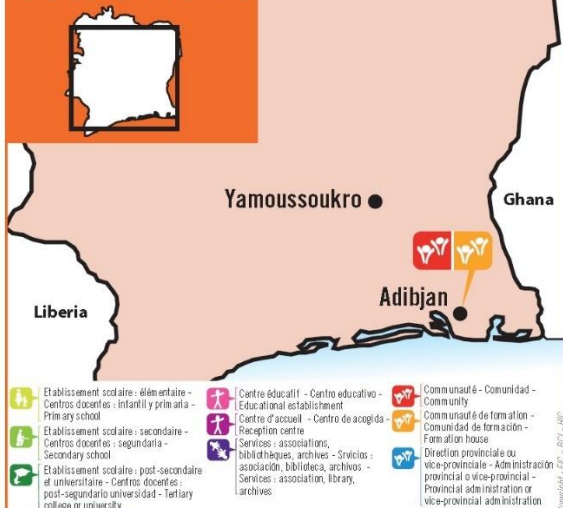 Yamoussoukro
Ghana
Adibjan
Liberia
Etablissement scolaire : élémentaire -
Centros docentes : infantil y primaria -
Primary school
Etablissement scolaire : secondaire -
Centros docentes : segundaria -
Secondary school
Etablissement scolaire : post-secondaire
et universitaire - Centros docentes :
post-segundario universidad - Tertiary
college or university
Centre éducatif - Centro educativo -
Educational establishment
Centre d'accueil - Centro de acogida -
Reception centre
Services : associations,
bibliothèques, archives - Srvicios :
asociación, biblioteca, archivos -
Services : association, library,
archives
Communauté - Comunidad -
Community
Communauté de formation -
Comunidad de formación -
Formation house
Direction provinciale ou
vice-provinciale - Administración
provincial o vice-provincial -
Provincial administration or
vice-provincial administration